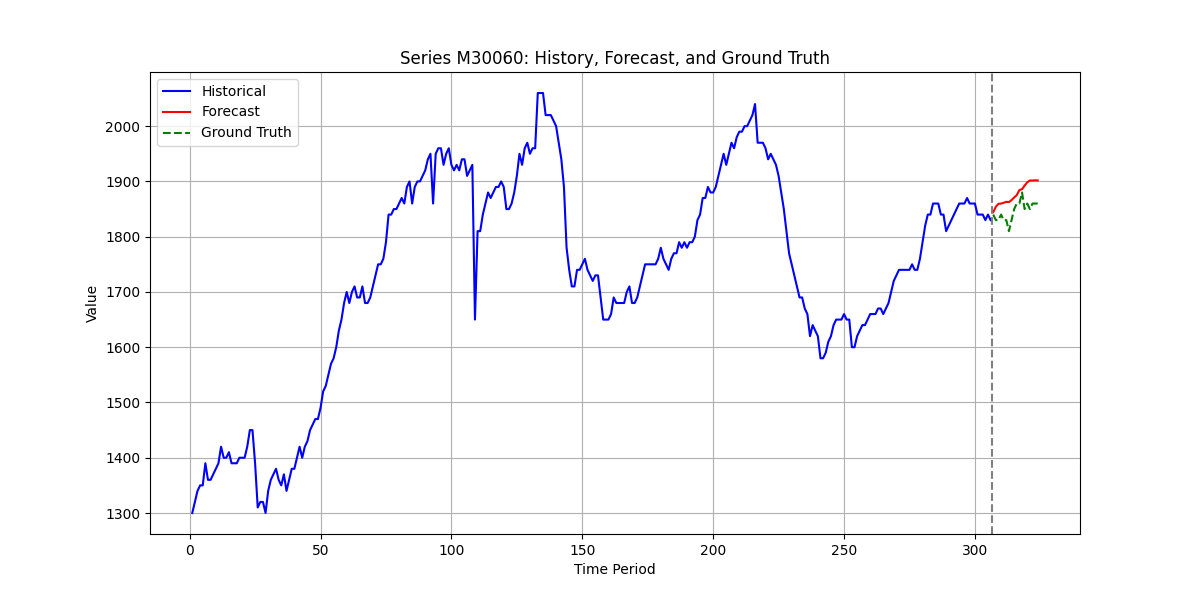 Series M30060: History, Forecast, and Ground Truth
Historical
Forecast
Ground Truth
2000
1900
1800
1700
1600
1500
1400
1300
Value
0 50 100 150 200 250 300
Time Period